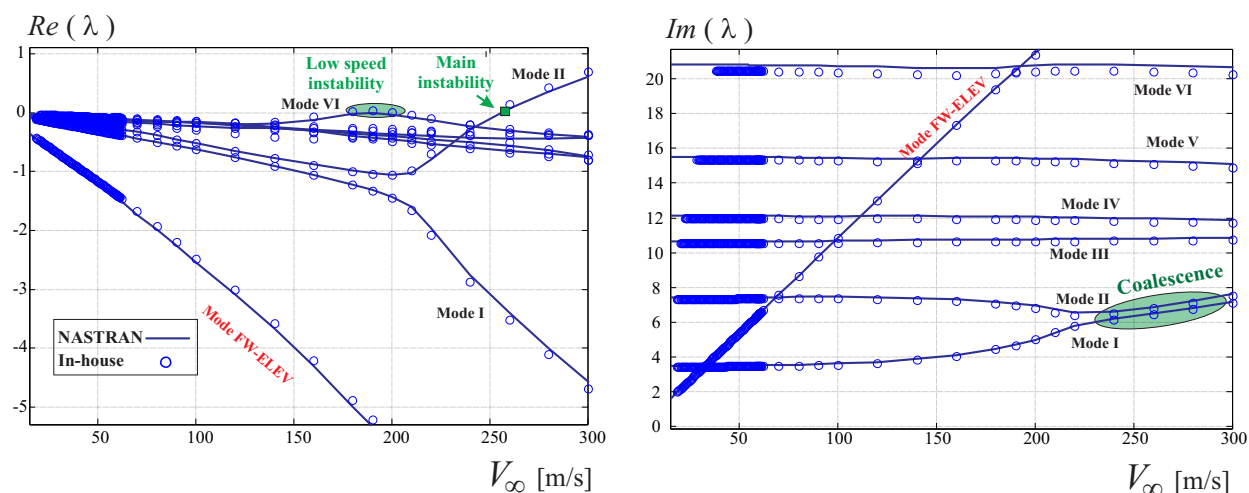 Re ( λ )
1
0
-1
-2
-3
-4
-5
50
100
150
200
250
300
V∞ [m/s]
Low speed
instability
Main
instability
Mode II
Mode VI
Mode I
Mode FW-ELEV
NASTRAN
In-house
Im ( λ )
20
18
16
14
12
10
8
6
4
2
0
50
100
150
200
250
300
V∞ [m/s]
Mode FW-ELEV
Mode VI
Mode V
Mode IV
Mode III
Coalescence
Mode II
Mode I